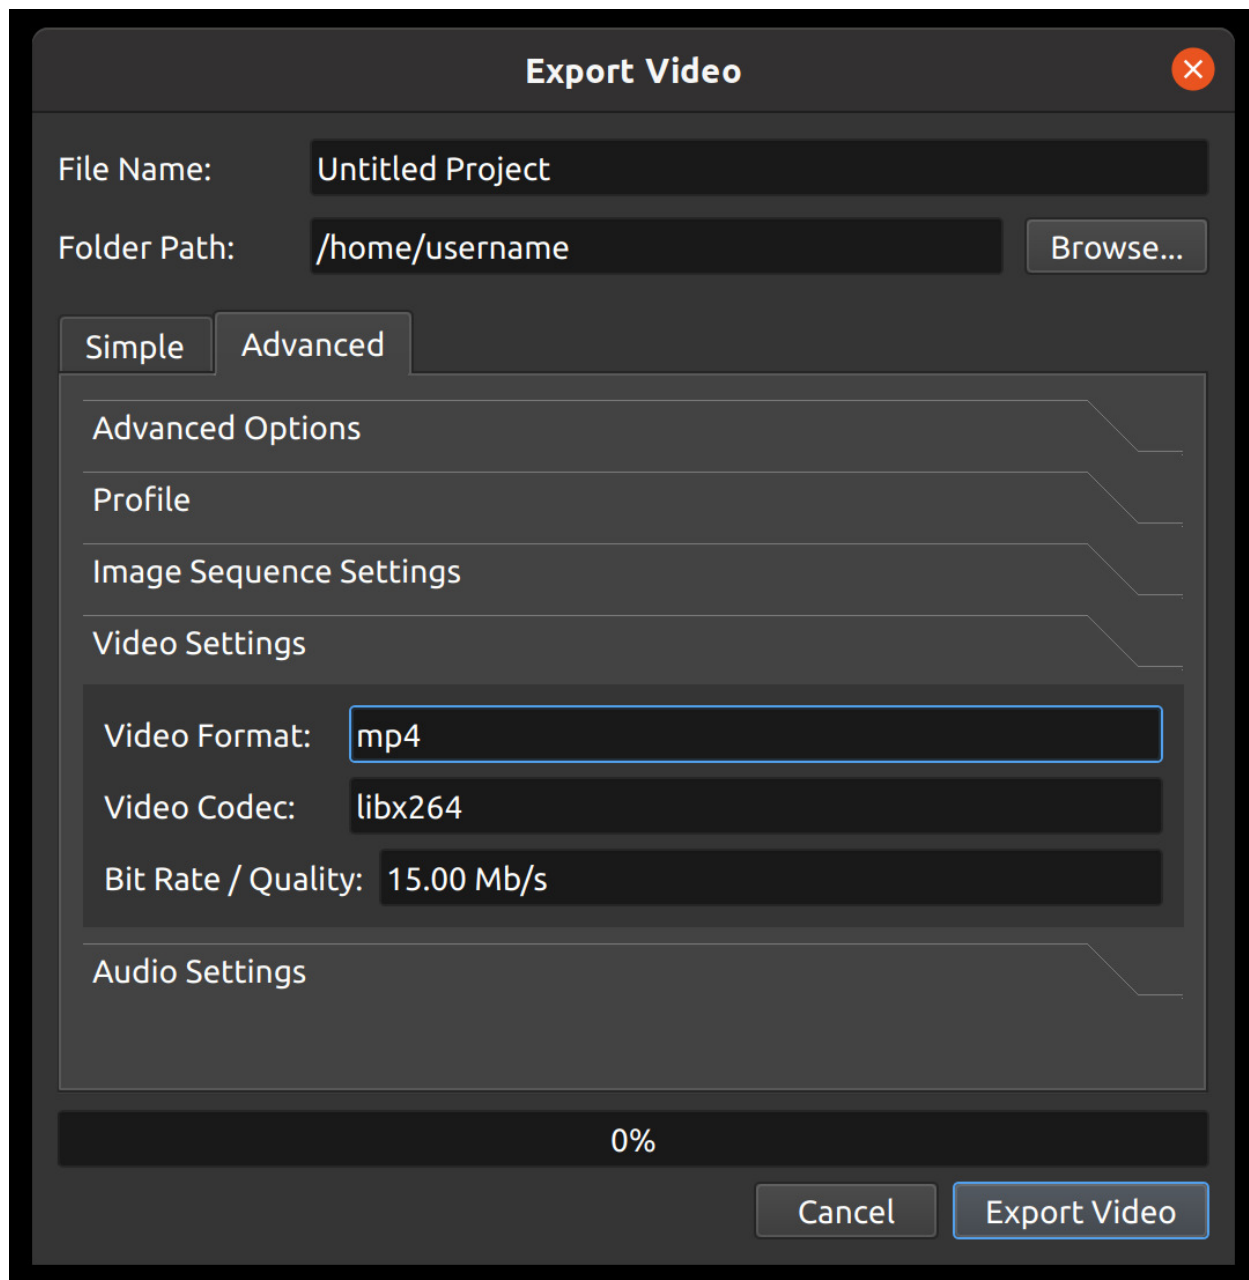 Export Video
File Name: Untitled Project
Folder Path: /home/username Browse...
Simple Advanced
Advanced Options
Profile
Image Sequence Settings
Video Settings
Video Format: mp4
Video Codec: libx264
Bit Rate / Quality: 15.00 Mb/s
Audio Settings
0%
Cancel Export Video